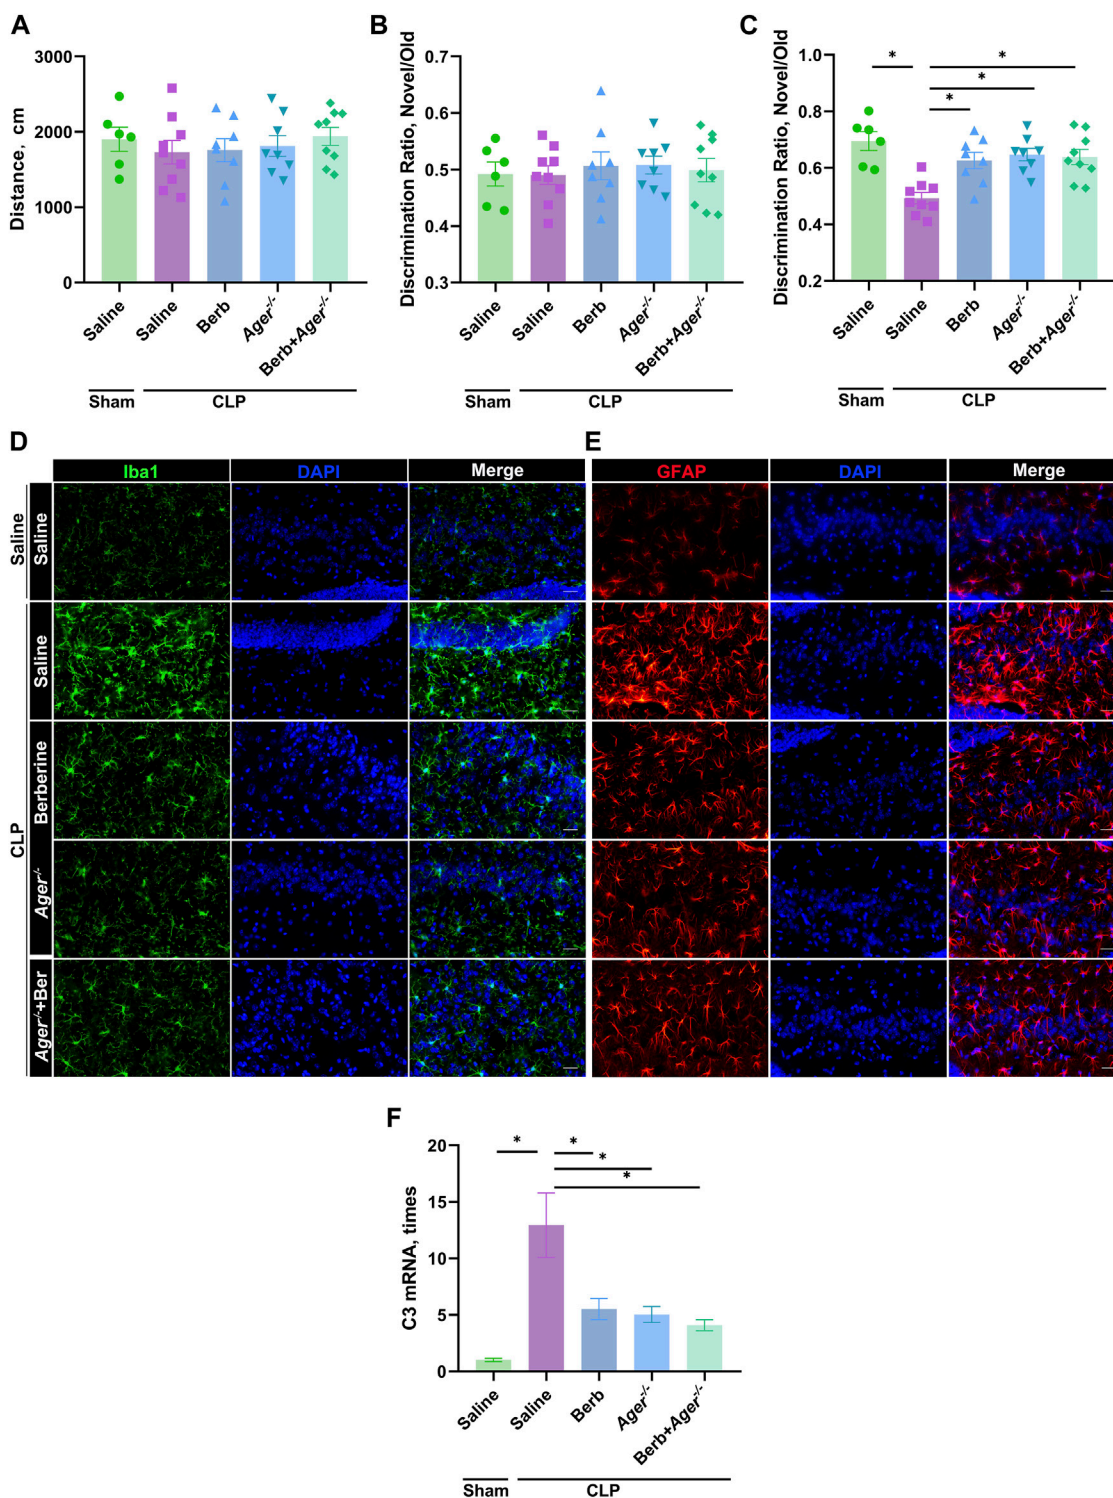 A
Distance, cm
3000
2000
1000
0
Saline
Saline
Berb
Ager-/-
Berb+Ager-/-
Sham
CLP
B
Discrimination Ratio, Novel/Old
0.7
0.6
0.5
0.4
0.3
Saline
Saline
Berb
Ager-/-
Berb+Ager-/-
Sham
CLP
C
Discrimination Ratio, Novel/Old
1.0
0.8
0.6
0.4
0.2
*
*
*
*
Saline
Saline
Berb
Ager-/-
Berb+Ager-/-
Sham
CLP
D
Iba1
DAPI
Merge
Saline
Saline
CLP
Saline
Berberine
Ager-/-
Ager-/-+Ber
E
GFAP
DAPI
Merge
F
C3 mRNA, times
20
15
10
5
0
*
*
*
*
Saline
Saline
Berb
Ager-/-
Berb+Ager-/-
Sham
CLP